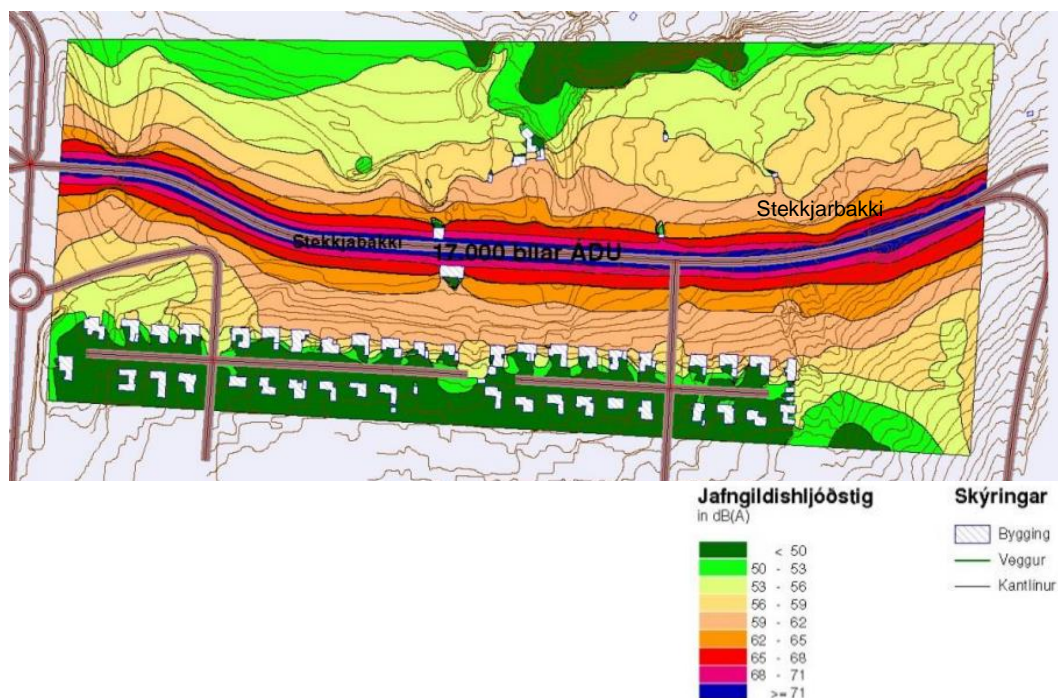 Stekkjarbakki
Stekkjabakki
17.000 bílar ÁDU
Jafngildishljóðstig
in dB(A)
< 50
50 - 53
53 - 56
56 - 59
59 - 62
62 - 65
65 - 68
68 - 71
>= 71
Skýringar
Bygging
Veggur
Kantlínur